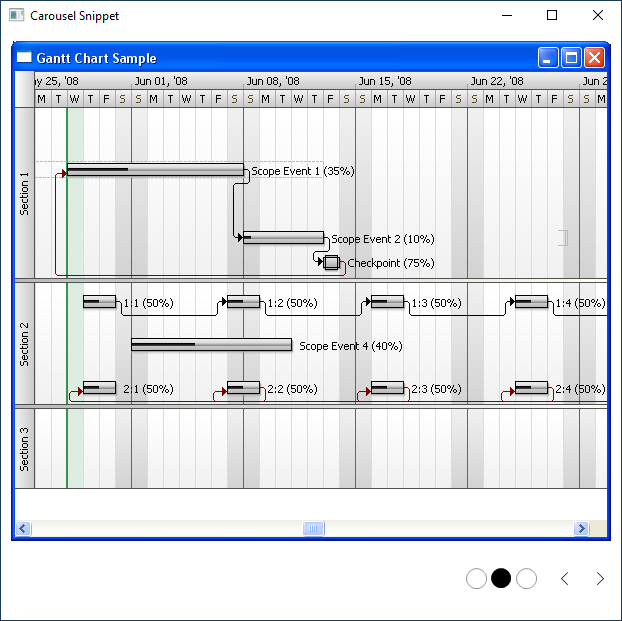 Carousel Snippet
Gantt Chart Sample
ay 25, '08 Jun 01, '08 Jun 08, '08 Jun 15, '08 Jun 22, '08 Jun 2
M T W T F S S M T W T F S S M T W T F S S M T W T F S S M T W T F S S M
Section 1
Scope Event 1 (35%)
Scope Event 2 (10%)
Checkpoint (75%)
Section 2
1:1 (50%) 1:2 (50%) 1:3 (50%) 1:4 (50%)
Scope Event 4 (40%)
2:1 (50%) 2:2 (50%) 2:3 (50%) 2:4 (50%)
Section 3